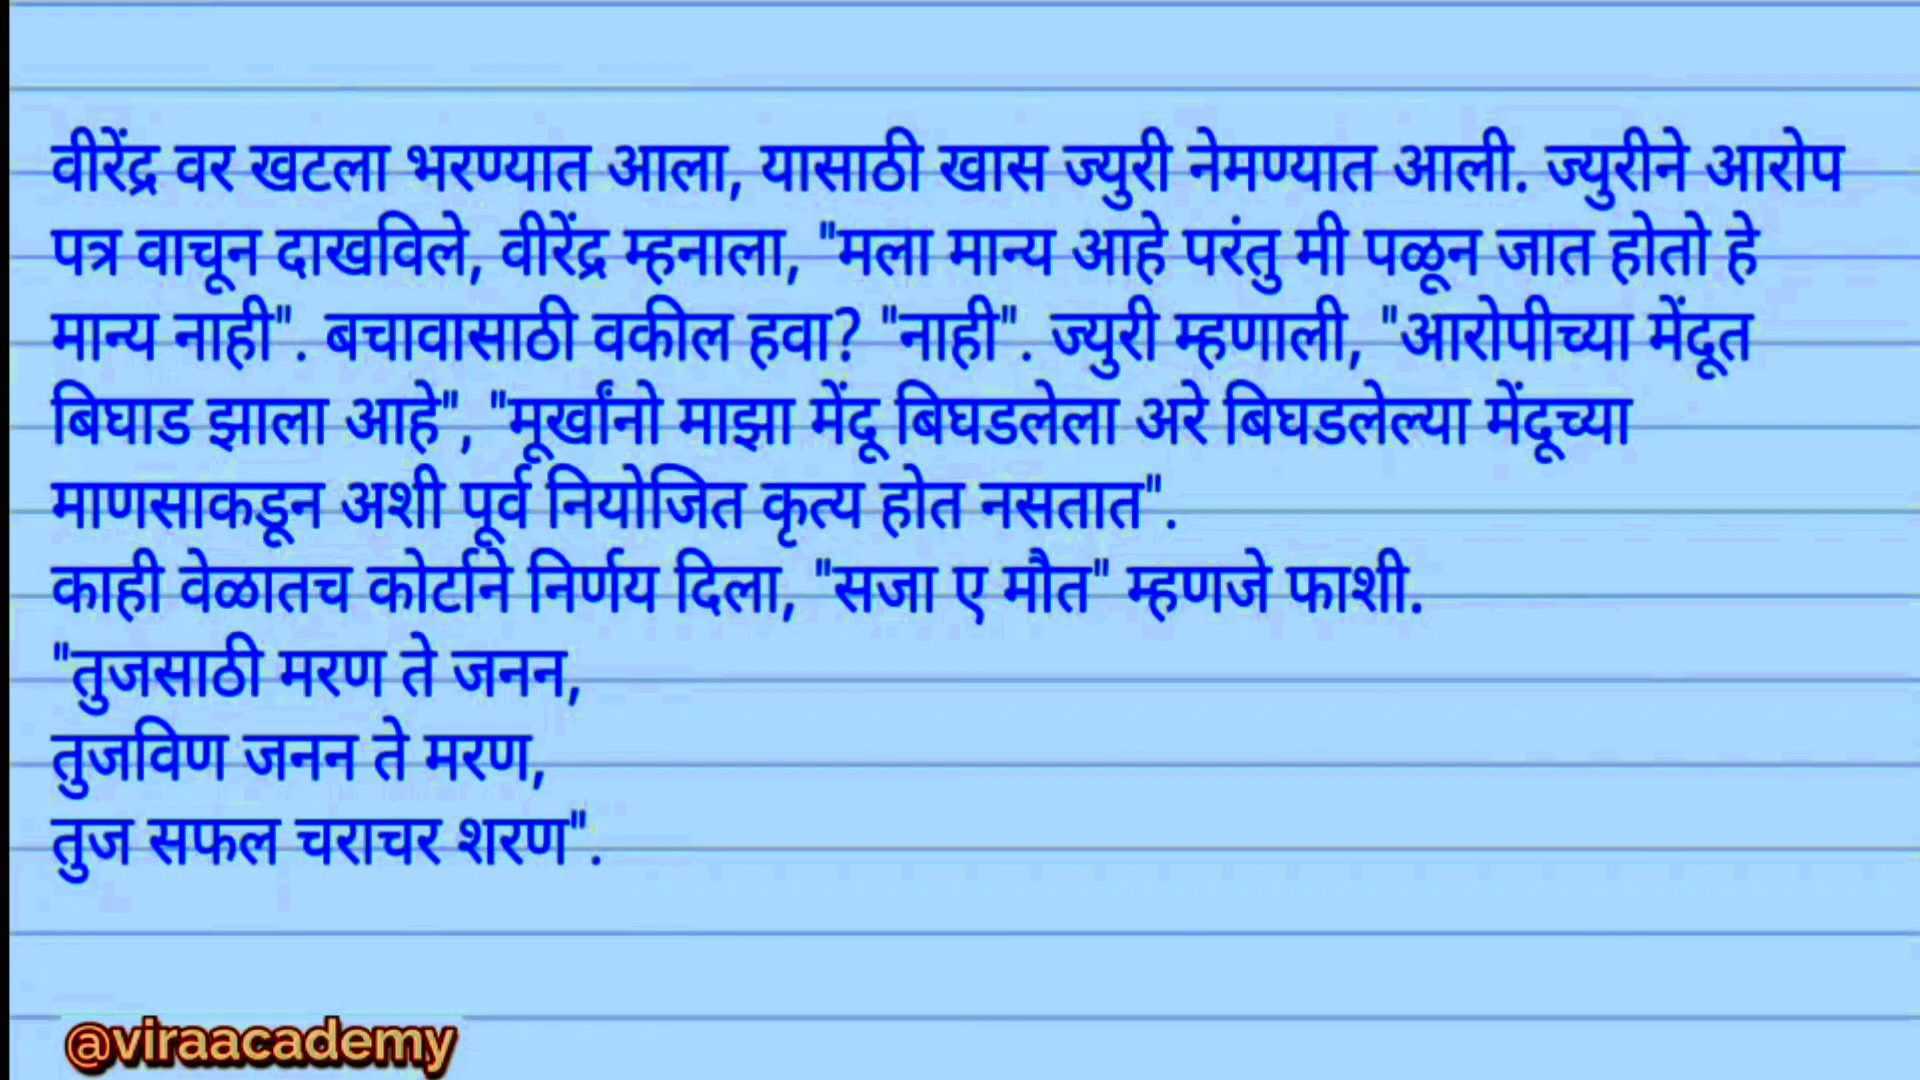 वीरेंद्र वर खटला भरण्यात आला, यासाठी खास ज्युरी नेमण्यात आली. ज्युरीने आरोप
पत्र वाचून दाखविले, वीरेंद्र म्हनाला, "मला मान्य आहे परंतु मी पळून जात होतो हे
मान्य नाही". बचावासाठी वकील हवा? "नाही". ज्युरी म्हणाली, "आरोपीच्या मेंदूत
बिघाड झाला आहे", "मूर्खांनो माझा मेंदू बिघडलेला अरे बिघडलेल्या मेंदूच्या
माणसाकडून अशी पूर्व नियोजित कृत्य होत नसतात".
काही वेळातच कोर्टाने निर्णय दिला, "सजा ए मौत" म्हणजे फाशी.
"तुजसाठी मरण ते जनन,
तुजविण जनन ते मरण,
तुज सफल चराचर शरण".
@viraacademy